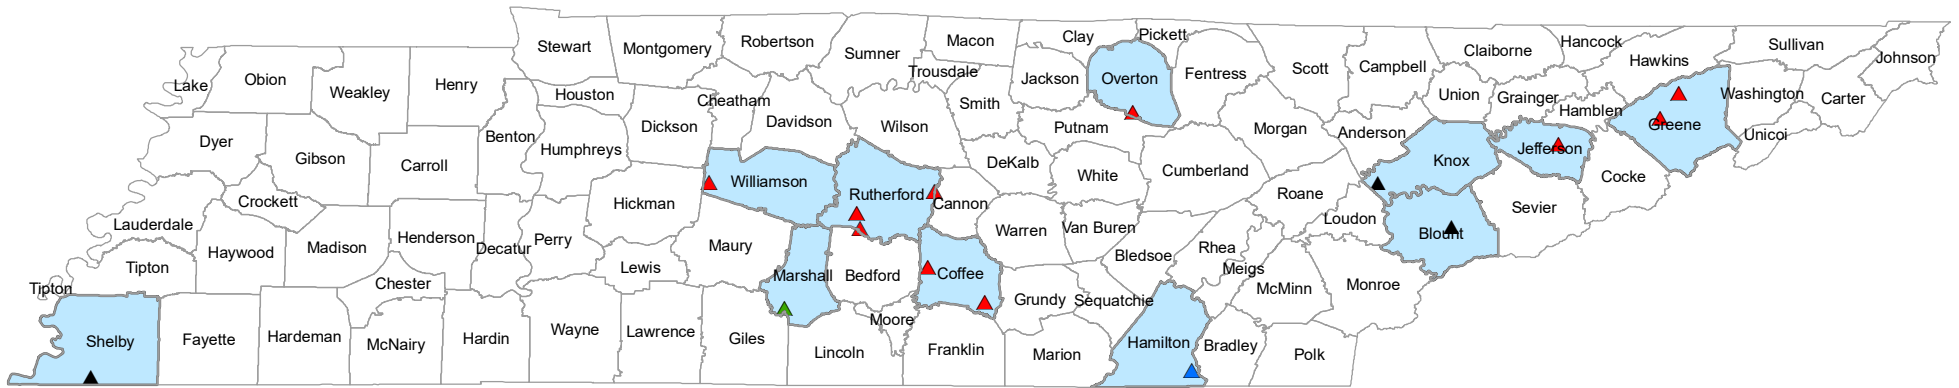 Stewart
Montgomery
Robertson
Sumner
Macon
Clay
Pickett
Claiborne
Hancock
Sullivan
Johnson
Lake
Obion
Weakley
Henry
Houston
Cheatham
Trousdale
Jackson
Overton
Fentress
Scott
Campbell
Hawkins
Union
Grainger
Hamblen
Washington
Carter
Dyer
Gibson
Carroll
Benton
Humphreys
Dickson
Davidson
Wilson
Smith
Putnam
Morgan
Anderson
Greene
Unicoi
Crockett
Williamson
Rutherford
DeKalb
White
Cumberland
Knox
Jefferson
Cocke
Lauderdale
Haywood
Madison
Henderson
Decatur
Perry
Hickman
Maury
Cannon
Warren
Van Buren
Roane
Loudon
Sevier
Tipton
Tipton
Chester
Lewis
Marshall
Bedford
Coffee
Grundy
Sequatchie
Bledsoe
Rhea
Meigs
McMinn
Monroe
Blount
Shelby
Fayette
Hardeman
McNairy
Hardin
Wayne
Lawrence
Giles
Lincoln
Moore
Franklin
Marion
Hamilton
Bradley
Polk